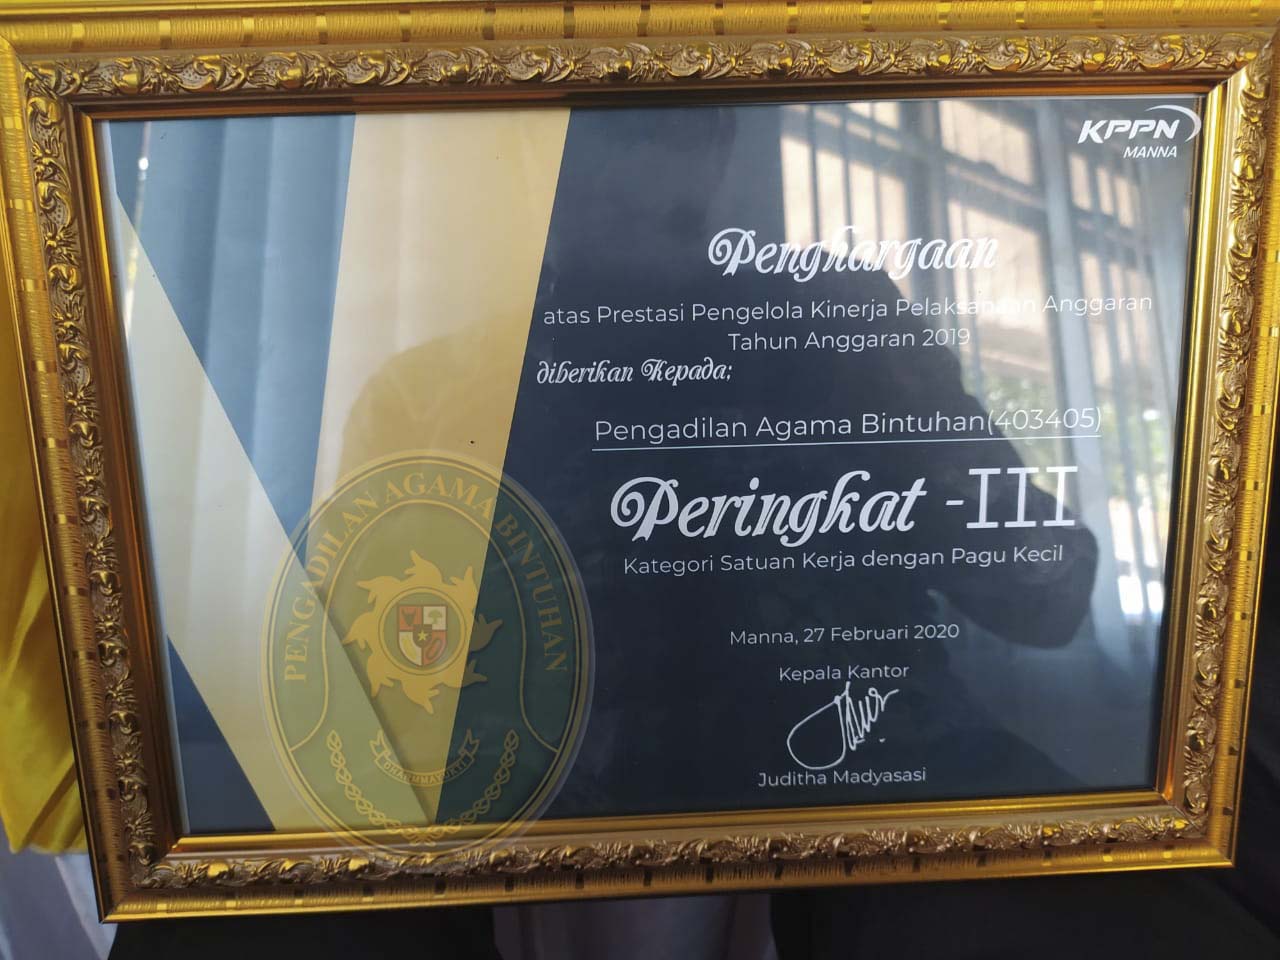 KPPN
MANNA
Penghargaan
atas Prestasi Pengelola Kinerja Pelaksanaan Anggaran
Tahun Anggaran 2019
diberikan Kepada;
Pengadilan Agama Bintuhan(403405)
Peringkat -III
Kategori Satuan Kerja dengan Pagu Kecil
Manna, 27 Februari 2020
Kepala Kantor
Juditha Madyasasi
PENGADILAN AGAMA BINTUHAN
DHARMMAYUKTI